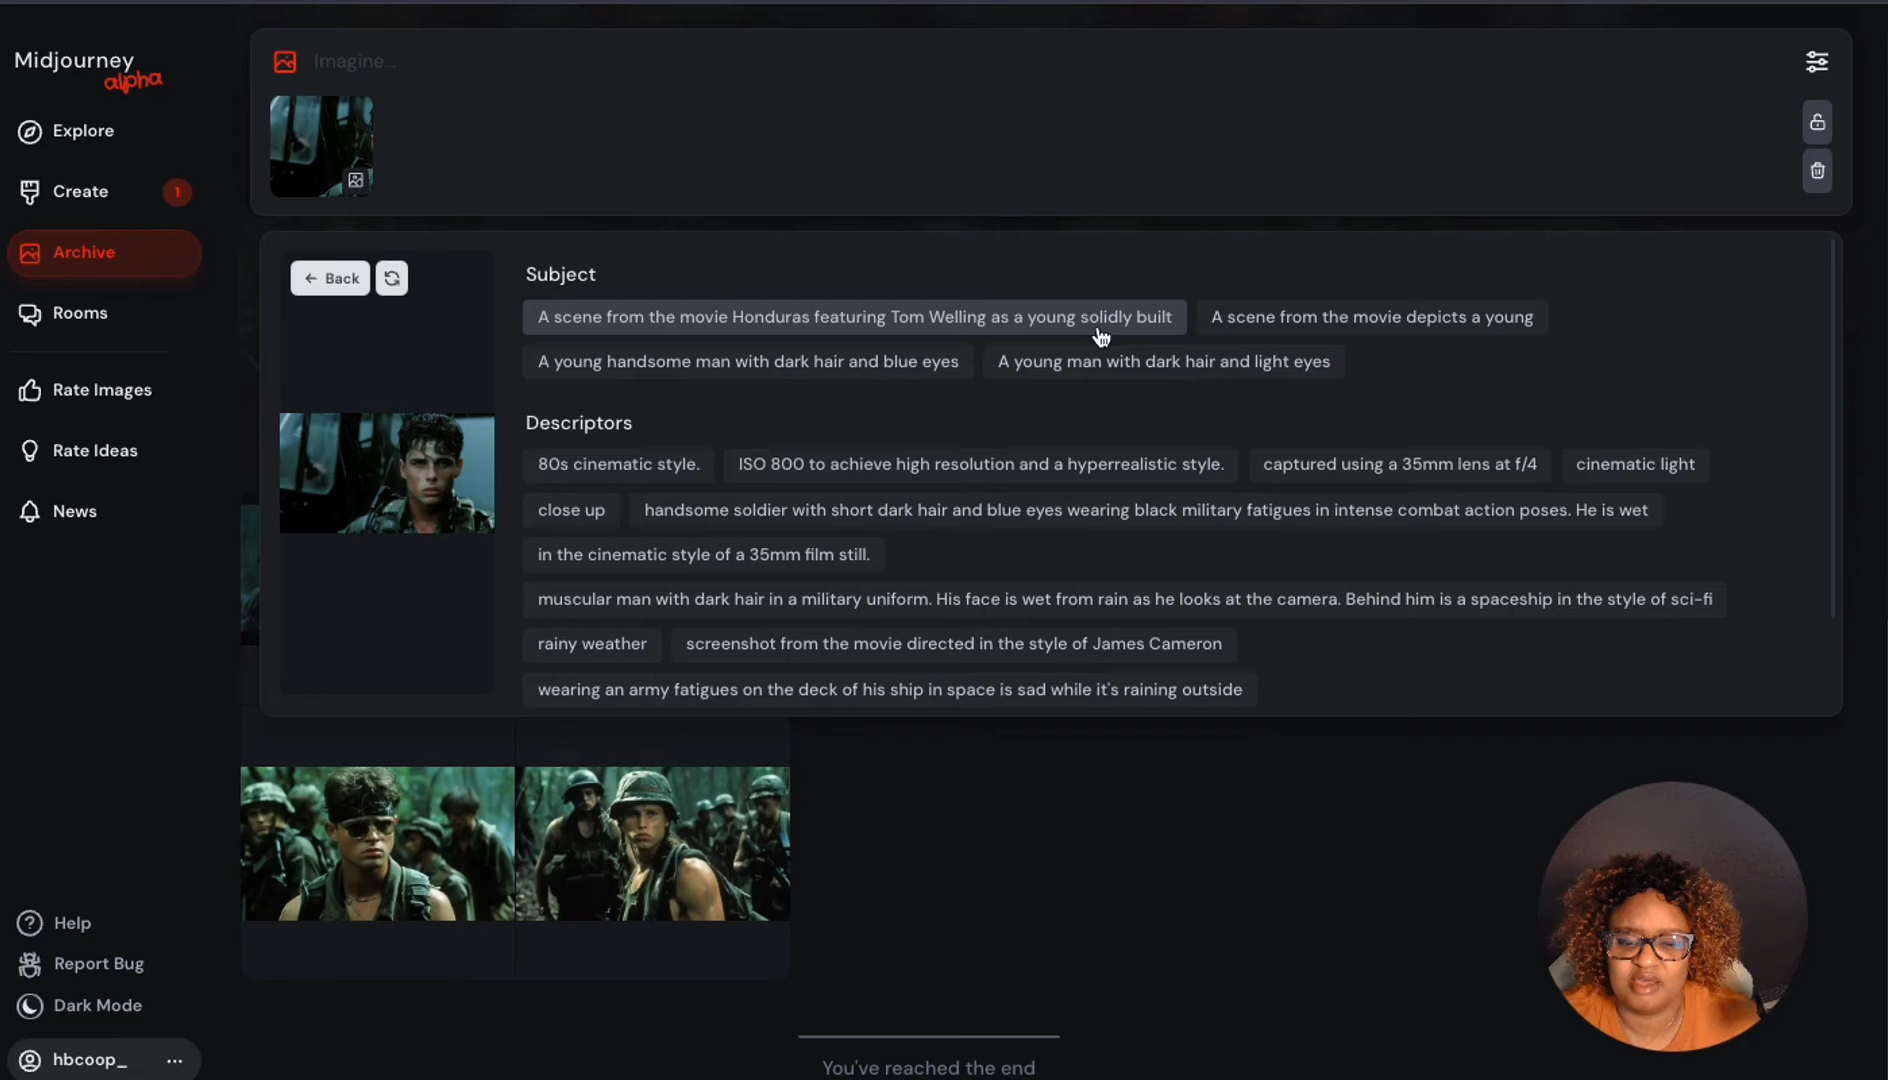 Midjourney
alpha
Imagine...
Explore
Create 1
Archive
Rooms
Rate Images
Rate Ideas
News
Back
Subject
A scene from the movie Honduras featuring Tom Welling as a young solidly built
A scene from the movie depicts a young
A young handsome man with dark hair and blue eyes
A young man with dark hair and light eyes
Descriptors
80s cinematic style.
ISO 800 to achieve high resolution and a hyperrealistic style.
captured using a 35mm lens at f/4
cinematic light
close up
handsome soldier with short dark hair and blue eyes wearing black military fatigues in intense combat action poses. He is wet
in the cinematic style of a 35mm film still.
muscular man with dark hair in a military uniform. His face is wet from rain as he looks at the camera. Behind him is a spaceship in the style of sci-fi
rainy weather
screenshot from the movie directed in the style of James Cameron
wearing an army fatigues on the deck of his ship in space is sad while it's raining outside
Help
Report Bug
Dark Mode
hbcoop_ ...
You've reached the end